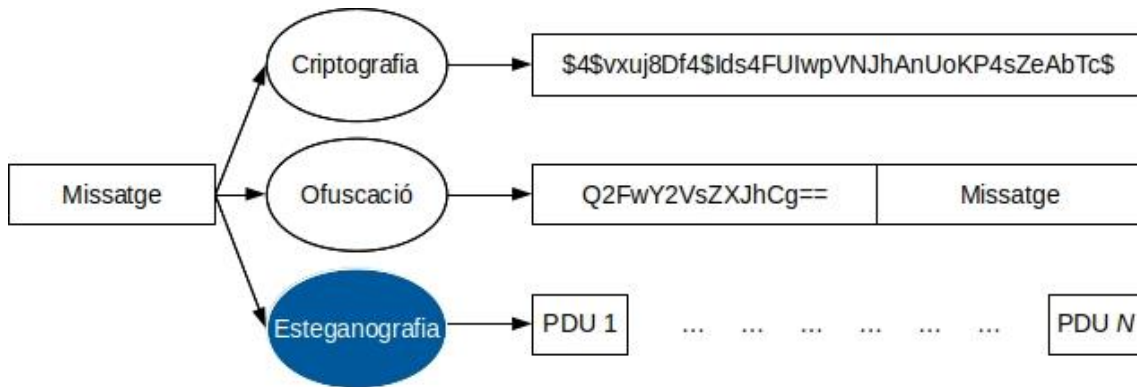 Criptografia
$4$vxuj8Df4$Ids4FUIwpVNJhAnUoKP4sZeAbTc$
Missatge
Ofuscació
Q2FwY2VsZXJhCg==
Missatge
Esteganografia
PDU 1
... ... ... ... ... ...
PDU N